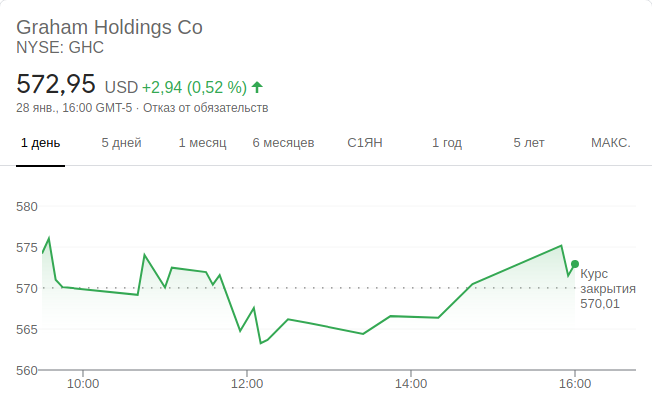 Graham Holdings Co
NYSE: GHC
572,95 USD +2,94 (0,52 %)
28 янв., 16:00 GMT-5 · Отказ от обязательств
1 день 5 дней 1 месяц 6 месяцев С1ЯН 1 год 5 лет МАКС.
580
575
570
565
560
Курс
закрытия
570,01
10:00 12:00 14:00 16:00